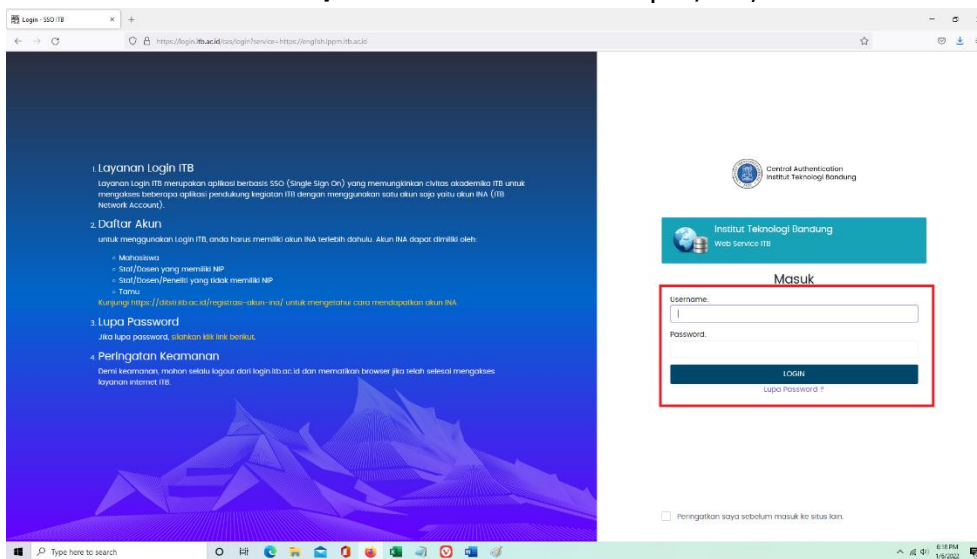 Login - SSO ITB
https://login.itb.ac.id/cas/login?service=https://english.lppm.itb.ac.id
1. Layanan Login ITB
Layanan Login ITB merupakan aplikasi berbasis SSO (Single Sign On) yang memungkinkan civitas akademika ITB untuk
mengakses beberapa aplikasi pendukung kegiatan ITB dengan menggunakan satu akun saja yaitu akun INA (ITB
Network Account).
2. Daftar Akun
untuk menggunakan Login ITB, anda harus memiliki akun INA terlebih dahulu. Akun INA dapat dimiliki oleh:
Mahasiswa
Staf/Dosen yang memiliki NIP
Staf/Dosen/Peneliti yang tidak memiliki NIP
Tamu
Kunjungi https://ditsti.itb.ac.id/registrasi-akun-ina/ untuk mengetahui cara mendapatkan akun INA.
3. Lupa Password
Jika lupa password, silahkan klik link berikut.
4. Peringatan Keamanan
Demi keamanan, mohon selalu logout dari login.itb.ac.id dan mematikan browser jika telah selesai mengakses
layanan internet ITB.
Central Authentication
Institut Teknologi Bandung
Institut Teknologi Bandung
Web Service ITB
Masuk
Username.
Password.
LOGIN
Lupa Password ?
Peringatkan saya sebelum masuk ke situs lain.
Type here to search
6:18 PM
1/6/2022